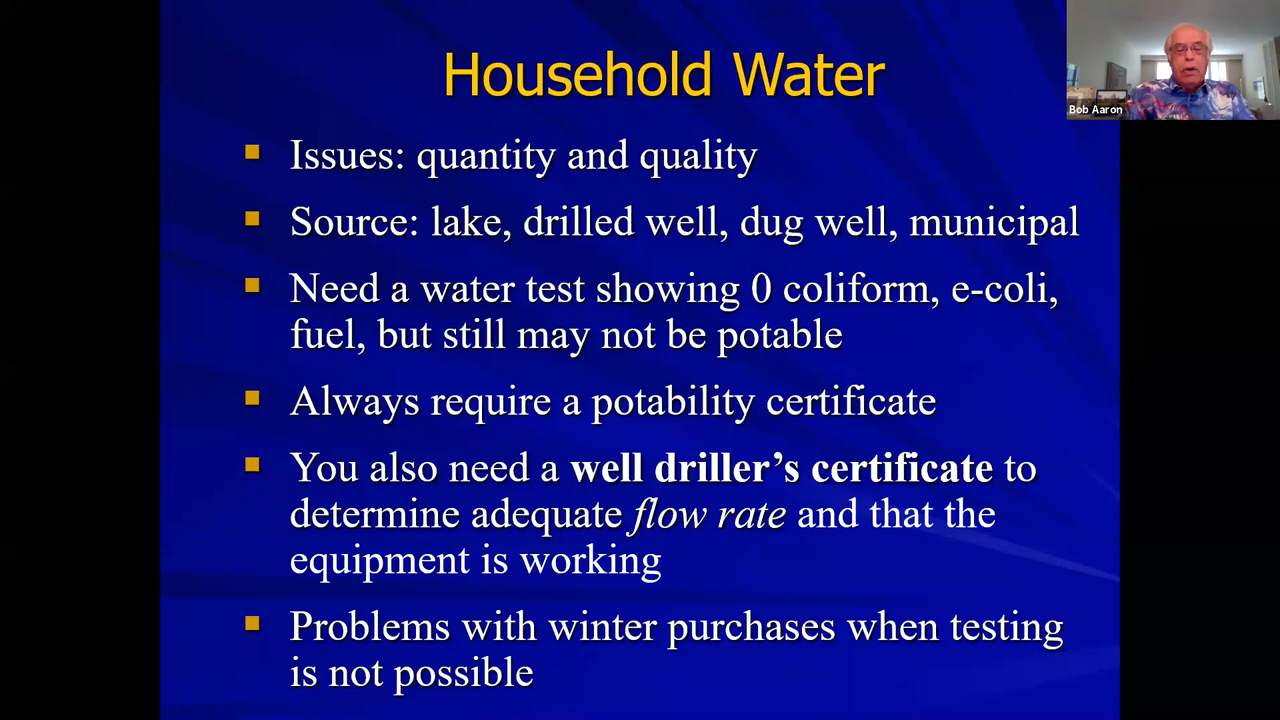 Household Water
Bob Aaron
Issues: quantity and quality
Source: lake, drilled well, dug well, municipal
Need a water test showing 0 coliform, e-coli,
fuel, but still may not be potable
Always require a potability certificate
You also need a well driller’s certificate to
determine adequate flow rate and that the
equipment is working
Problems with winter purchases when testing
is not possible